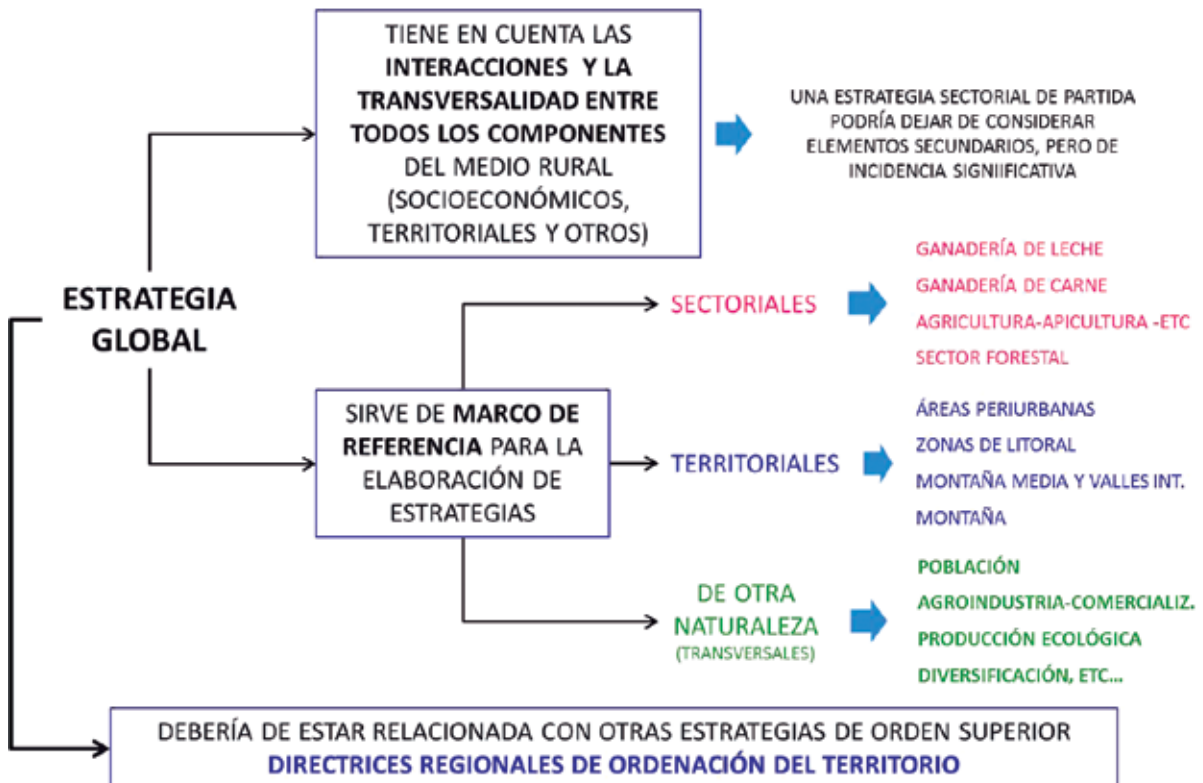 TIENE EN CUENTA LAS
INTERACCIONES Y LA
TRANSVERSALIDAD ENTRE
TODOS LOS COMPONENTES
DEL MEDIO RURAL
(SOCIOECONÓMICOS,
TERRITORIALES Y OTROS)
UNA ESTRATEGIA SECTORIAL DE PARTIDA
PODRÍA DEJAR DE CONSIDERAR
ELEMENTOS SECUNDARIOS, PERO DE
INCIDENCIA SIGNIIFICATIVA
ESTRATEGIA
GLOBAL
SIRVE DE MARCO DE
REFERENCIA PARA LA
ELABORACIÓN DE
ESTRATEGIAS
SECTORIALES
GANADERÍA DE LECHE
GANADERÍA DE CARNE
AGRICULTURA-APICULTURA -ETC
SECTOR FORESTAL
TERRITORIALES
ÁREAS PERIURBANAS
ZONAS DE LITORAL
MONTAÑA MEDIA Y VALLES INT.
MONTAÑA
DE OTRA
NATURALEZA
(TRANSVERSALES)
POBLACIÓN
AGROINDUSTRIA-COMERCIALIZ.
PRODUCCIÓN ECOLÓGICA
DIVERSIFICACIÓN, ETC...
DEBERÍA DE ESTAR RELACIONADA CON OTRAS ESTRATEGIAS DE ORDEN SUPERIOR
DIRECTRICES REGIONALES DE ORDENACIÓN DEL TERRITORIO